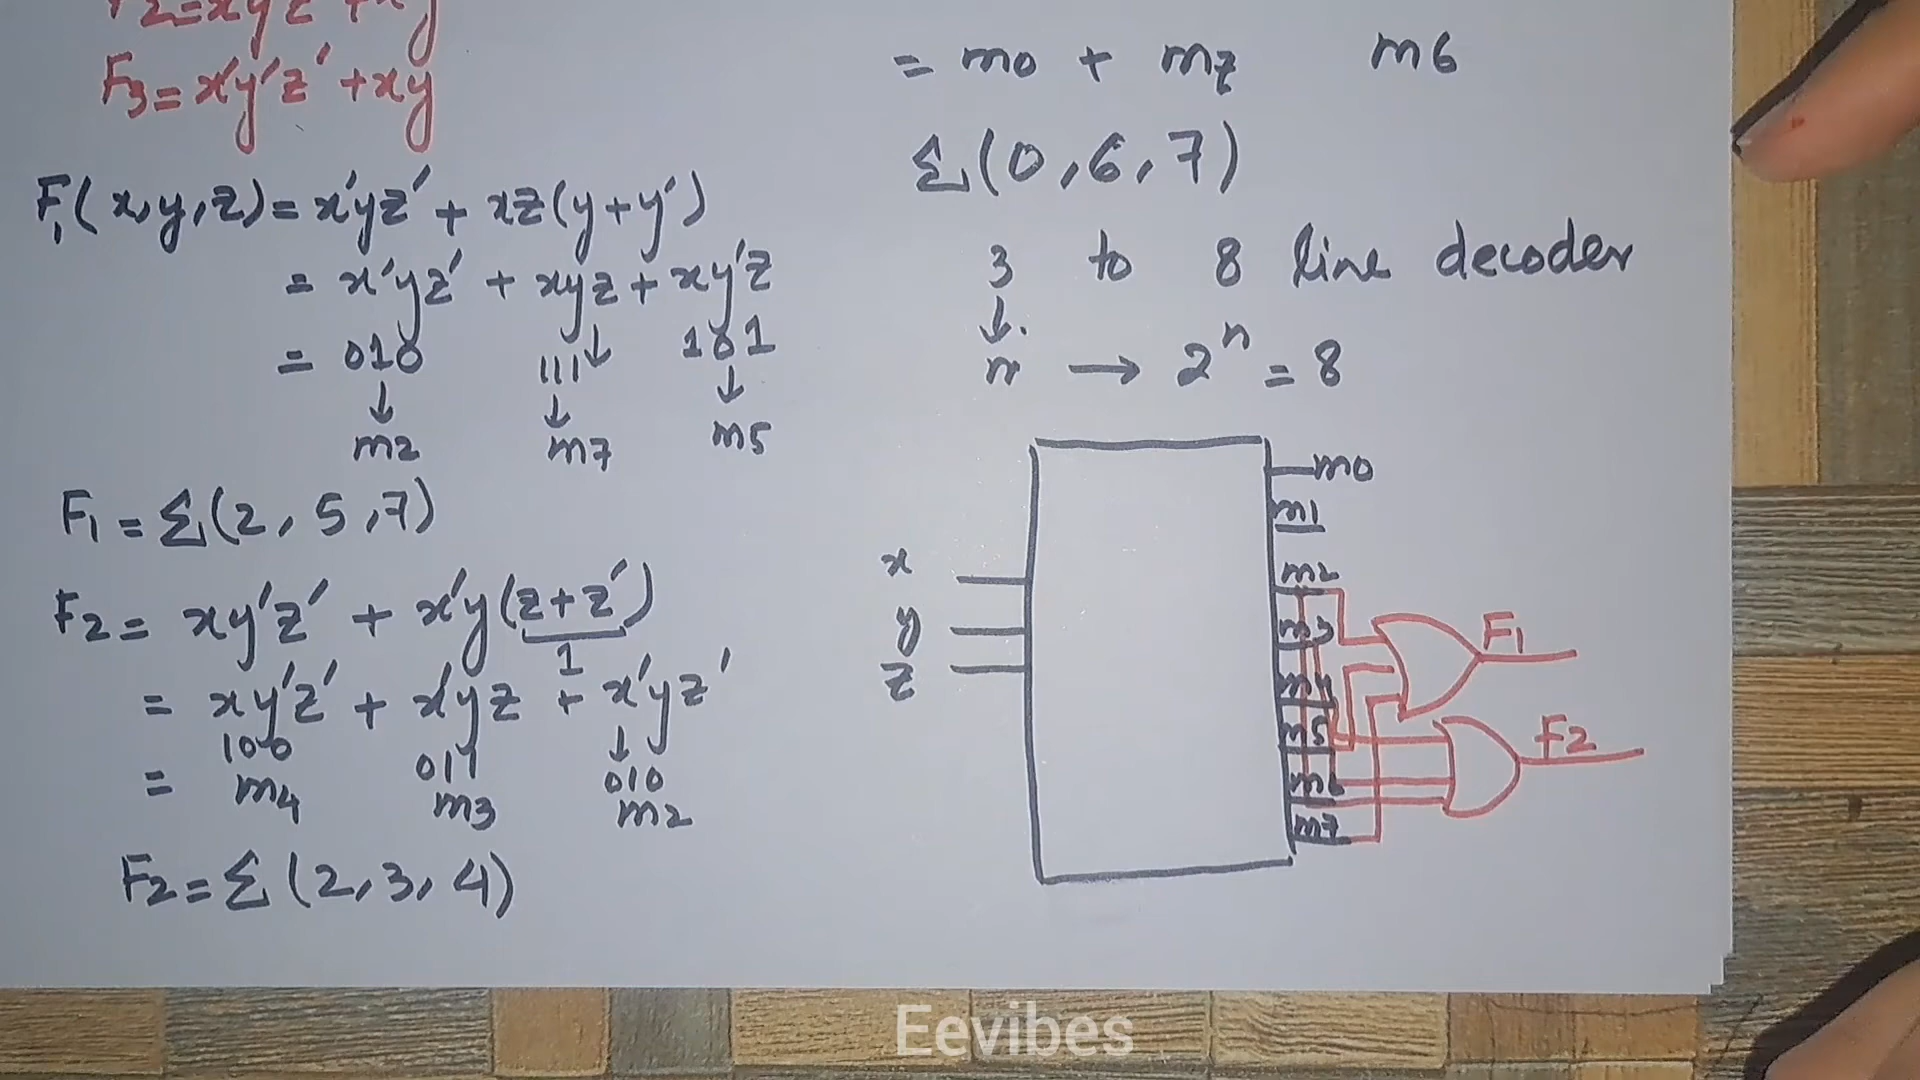 F2=xy'z'+x'y
F3=x'y'z'+xy
F1(x,y,z)=x'yz'+xz(y+y')
= x'yz' + xyz + xy'z
= 010 111 101
m2 m7 m5
F1=Σ(2,5,7)
F2= xy'z' + x'y(z+z')
1
= xy'z' + x'yz + x'yz'
100 011 010
= m4 m3 m2
F2=Σ(2,3,4)
= m0 + m7 m6
Σ(0,6,7)
3 to 8 line decoder
n → 2^n = 8
m0
m1
x
m2
y
m3
F1
z
m4
m5
F2
m6
m7
Eevibes